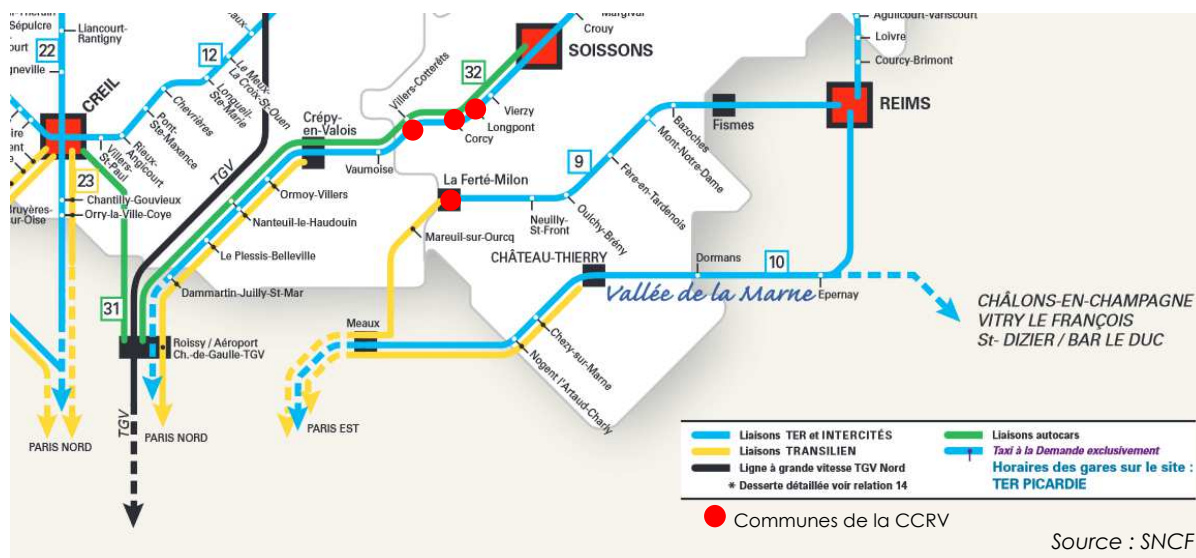 Sépulcre
Liancourt-
Rantigny
22
gneville
CREIL
12
Le Meux-
La Croix-St-Ouen
Longueil-
Ste-Marie
Chevrières
Pont-
Ste-Maxence
Rieux-
Angicourt
Villers-
St-Paul
23
Chantilly-Gouvieux
Orry-la-Ville-Coye
Bruyères-
sur-Oise
31
TGV
Crépy-
en-Valois
Villers-Cotterêts
32
SOISSONS
Margival
Crouy
Vierzy
Longpont
Corcy
Vaumoise
Ormoy-Villers
Nanteuil-le-Haudouin
Le Plessis-Belleville
Dammartin-Juilly-St-Mar
Roissy / Aéroport
Ch.-de-Gaulle-TGV
PARIS NORD
TGV
PARIS NORD
La Ferté-Milon
Mareuil-sur-Ourcq
Neuilly-
St-Front
Oulchy-Brény
9
Fère-en-Tardenois
Mont-Notre-Dame
Bazoches
Fismes
REIMS
Aguilcourt-Variscourt
Loivre
Courcy-Brimont
CHÂTEAU-THIERRY
Dormans
10
Epernay
Vallée de la Marne
Meaux
Chezy-sur-Marne
Nogent l'Artaud-Charly
PARIS EST
CHÂLONS-EN-CHAMPAGNE
VITRY LE FRANÇOIS
St- DIZIER / BAR LE DUC
Liaisons TER et INTERCITÉS
Liaisons TRANSILIEN
Ligne à grande vitesse TGV Nord
* Desserte détaillée voir relation 14
Liaisons autocars
Taxi à la Demande exclusivement
Horaires des gares sur le site :
TER PICARDIE
Communes de la CCRV
Source : SNCF